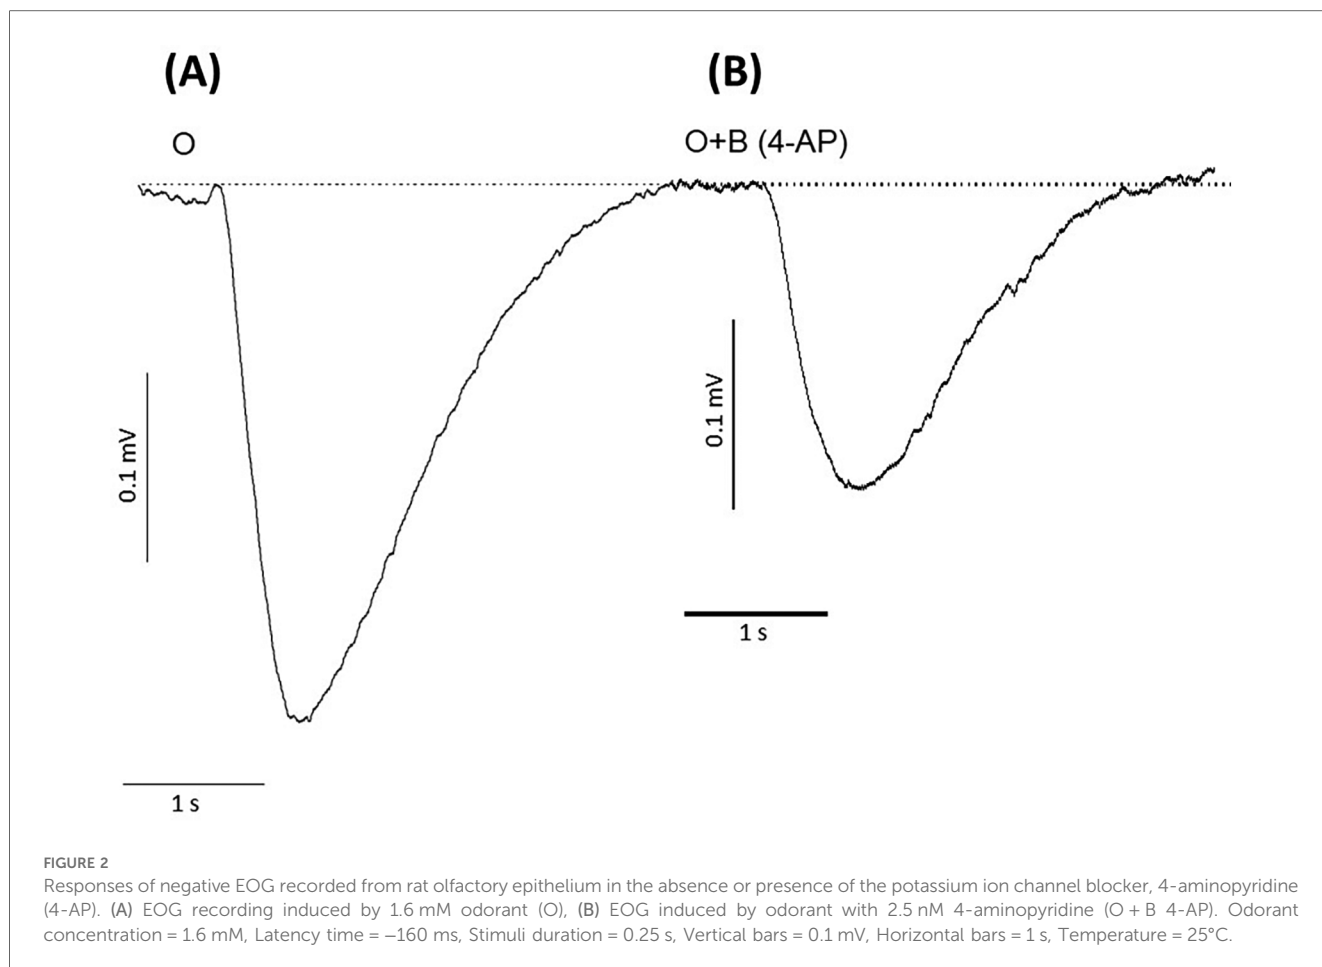 (A)
(B)
O
O+B (4-AP)
0.1 mV
0.1 mV
1 s
1 s
FIGURE 2
Responses of negative EOG recorded from rat olfactory epithelium in the absence or presence of the potassium ion channel blocker, 4-aminopyridine
(4-AP). (A) EOG recording induced by 1.6 mM odorant (O), (B) EOG induced by odorant with 2.5 nM 4-aminopyridine (O + B 4-AP). Odorant
concentration = 1.6 mM, Latency time = −160 ms, Stimuli duration = 0.25 s, Vertical bars = 0.1 mV, Horizontal bars = 1 s, Temperature = 25°C.